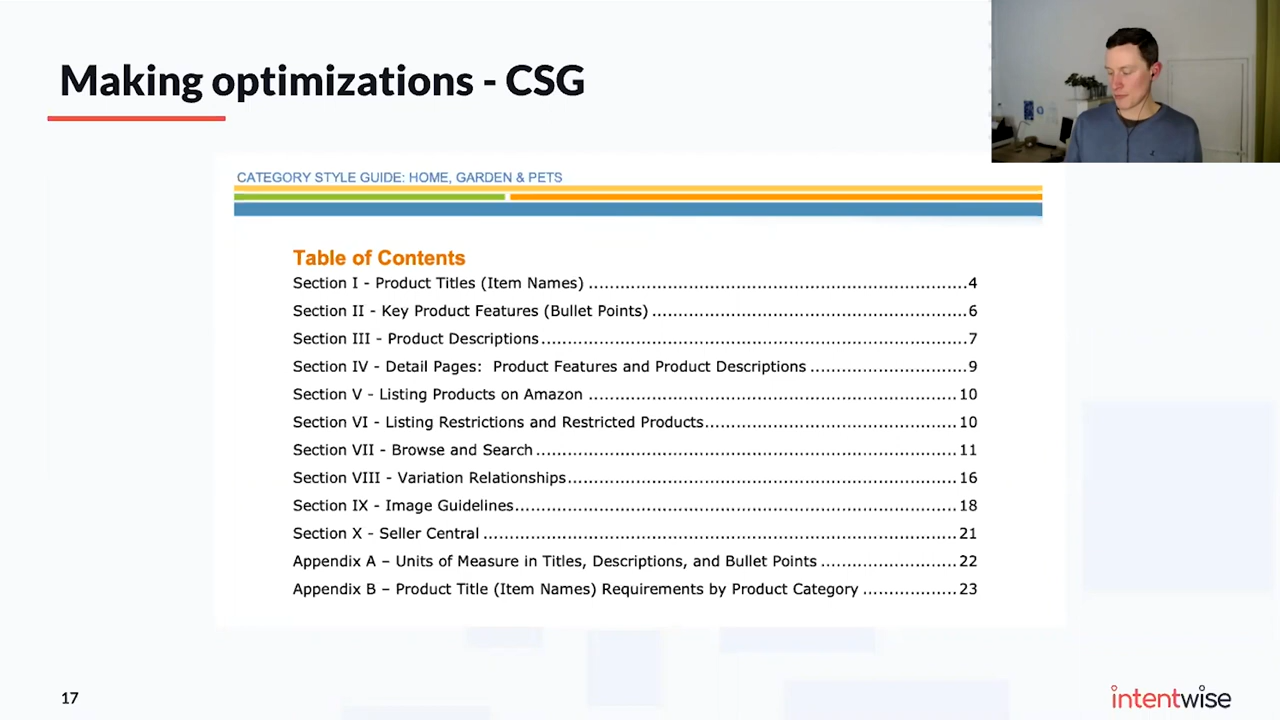 Making optimizations - CSG
CATEGORY STYLE GUIDE: HOME, GARDEN & PETS
Table of Contents
Section I - Product Titles (Item Names) ........................................................................4
Section II - Key Product Features (Bullet Points) ............................................................6
Section III - Product Descriptions................................................................................7
Section IV - Detail Pages:  Product Features and Product Descriptions ..............................9
Section V - Listing Products on Amazon ......................................................................10
Section VI - Listing Restrictions and Restricted Products................................................10
Section VII - Browse and Search................................................................................11
Section VIII - Variation Relationships..........................................................................16
Section IX - Image Guidelines....................................................................................18
Section X - Seller Central ..........................................................................................21
Appendix A – Units of Measure in Titles, Descriptions, and Bullet Points ..........................22
Appendix B – Product Title (Item Names) Requirements by Product Category ..................23
17
intentwise